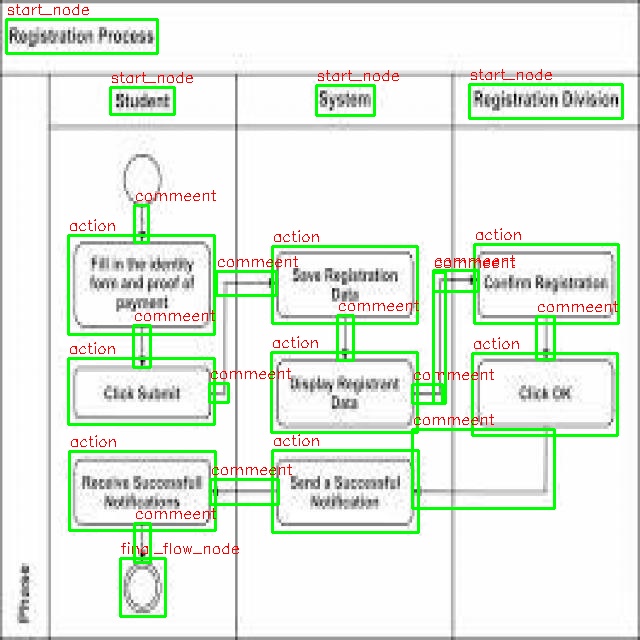 start_node
Registration Process
start_node
Student
start_node
System
start_node
Registration Division
commeent
action
Fill in the identity
form and proof of
payment
commeent
action
Save Registration
Data
commeent
commeent
action
Confirm Registration
commeent
commeent
commeent
action
Click Submit
commeent
action
Display Registrant
Data
commeent
commeent
action
Click OK
action
Receive Successfull
Notifications
commeent
action
Send a Successful
Notification
commeent
final_flow_node
Phase